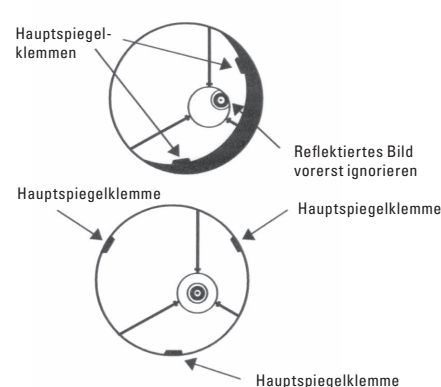 Hauptspiegel-
klemmen
Reflektiertes Bild
vorerst ignorieren
Hauptspiegelklemme
Hauptspiegelklemme
Hauptspiegelklemme